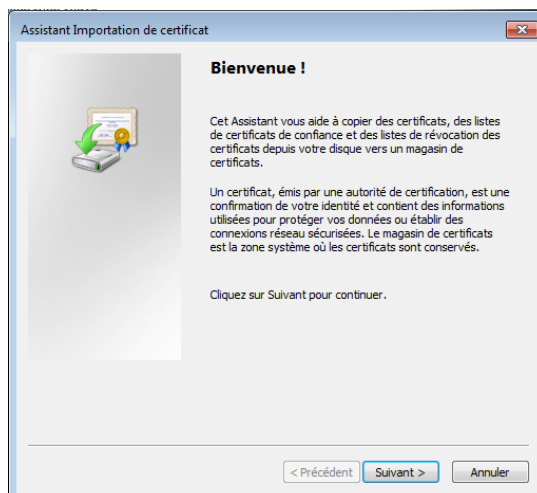 Assistant Importation de certificat
Bienvenue !
Cet Assistant vous aide à copier des certificats, des listes
de certificats de confiance et des listes de révocation des
certificats depuis votre disque vers un magasin de
certificats.
Un certificat, émis par une autorité de certification, est une
confirmation de votre identité et contient des informations
utilisées pour protéger vos données ou établir des
connexions réseau sécurisées. Le magasin de certificats
est la zone système où les certificats sont conservés.
Cliquez sur Suivant pour continuer.
< Précédent Suivant > Annuler